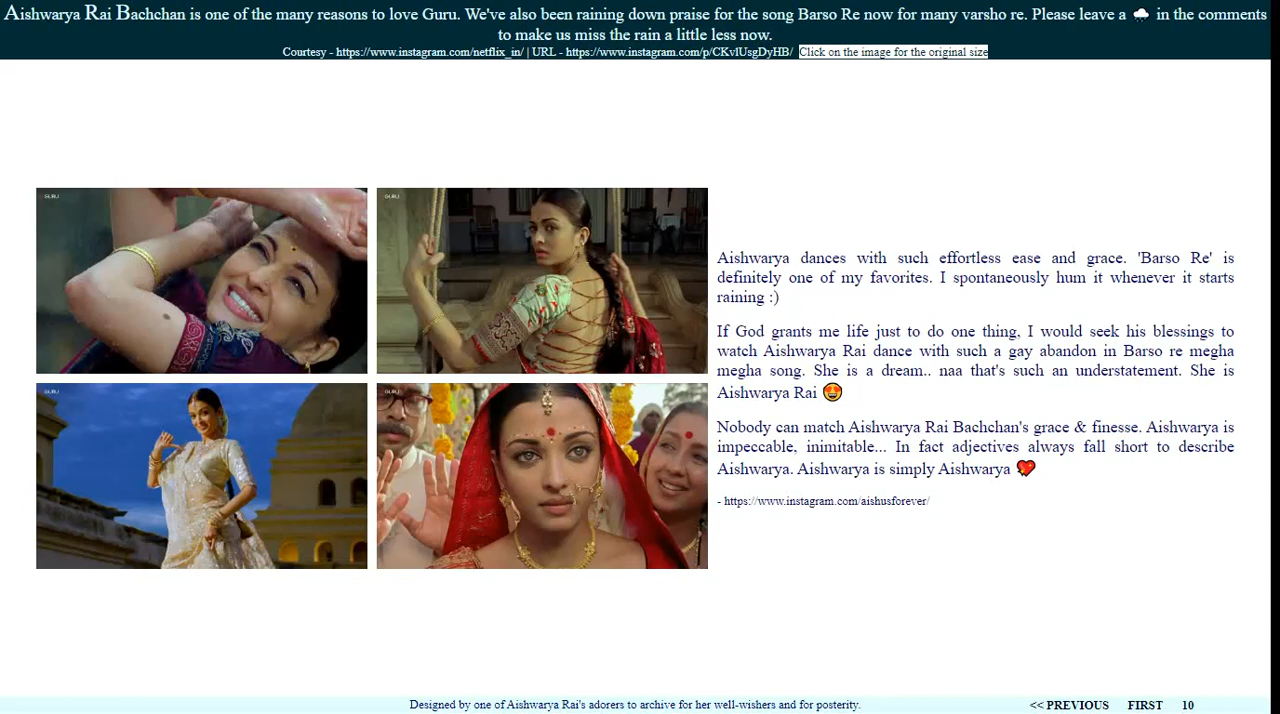 Aishwarya Rai Bachchan is one of the many reasons to love Guru. We've also been raining down praise for the song Barso Re now for many varsho re. Please leave a 🌧️ in the comments
to make us miss the rain a little less now.
Courtesy - https://www.instagram.com/netflix_in/ | URL - https://www.instagram.com/p/CKvIUsgDyHB/ Click on the image for the original size
GURU
GURU
Aishwarya dances with such effortless ease and grace. 'Barso Re' is
definitely one of my favorites. I spontaneously hum it whenever it starts
raining :)
If God grants me life just to do one thing, I would seek his blessings to
watch Aishwarya Rai dance with such a gay abandon in Barso re megha
megha song. She is a dream.. naa that's such an understatement. She is
Aishwarya Rai 😍
GURU
GURU
Nobody can match Aishwarya Rai Bachchan's grace & finesse. Aishwarya is
impeccable, inimitable... In fact adjectives always fall short to describe
Aishwarya. Aishwarya is simply Aishwarya 💖
- https://www.instagram.com/aishusforever/
Designed by one of Aishwarya Rai's adorers to archive for her well-wishers and for posterity.
<< PREVIOUS FIRST 10